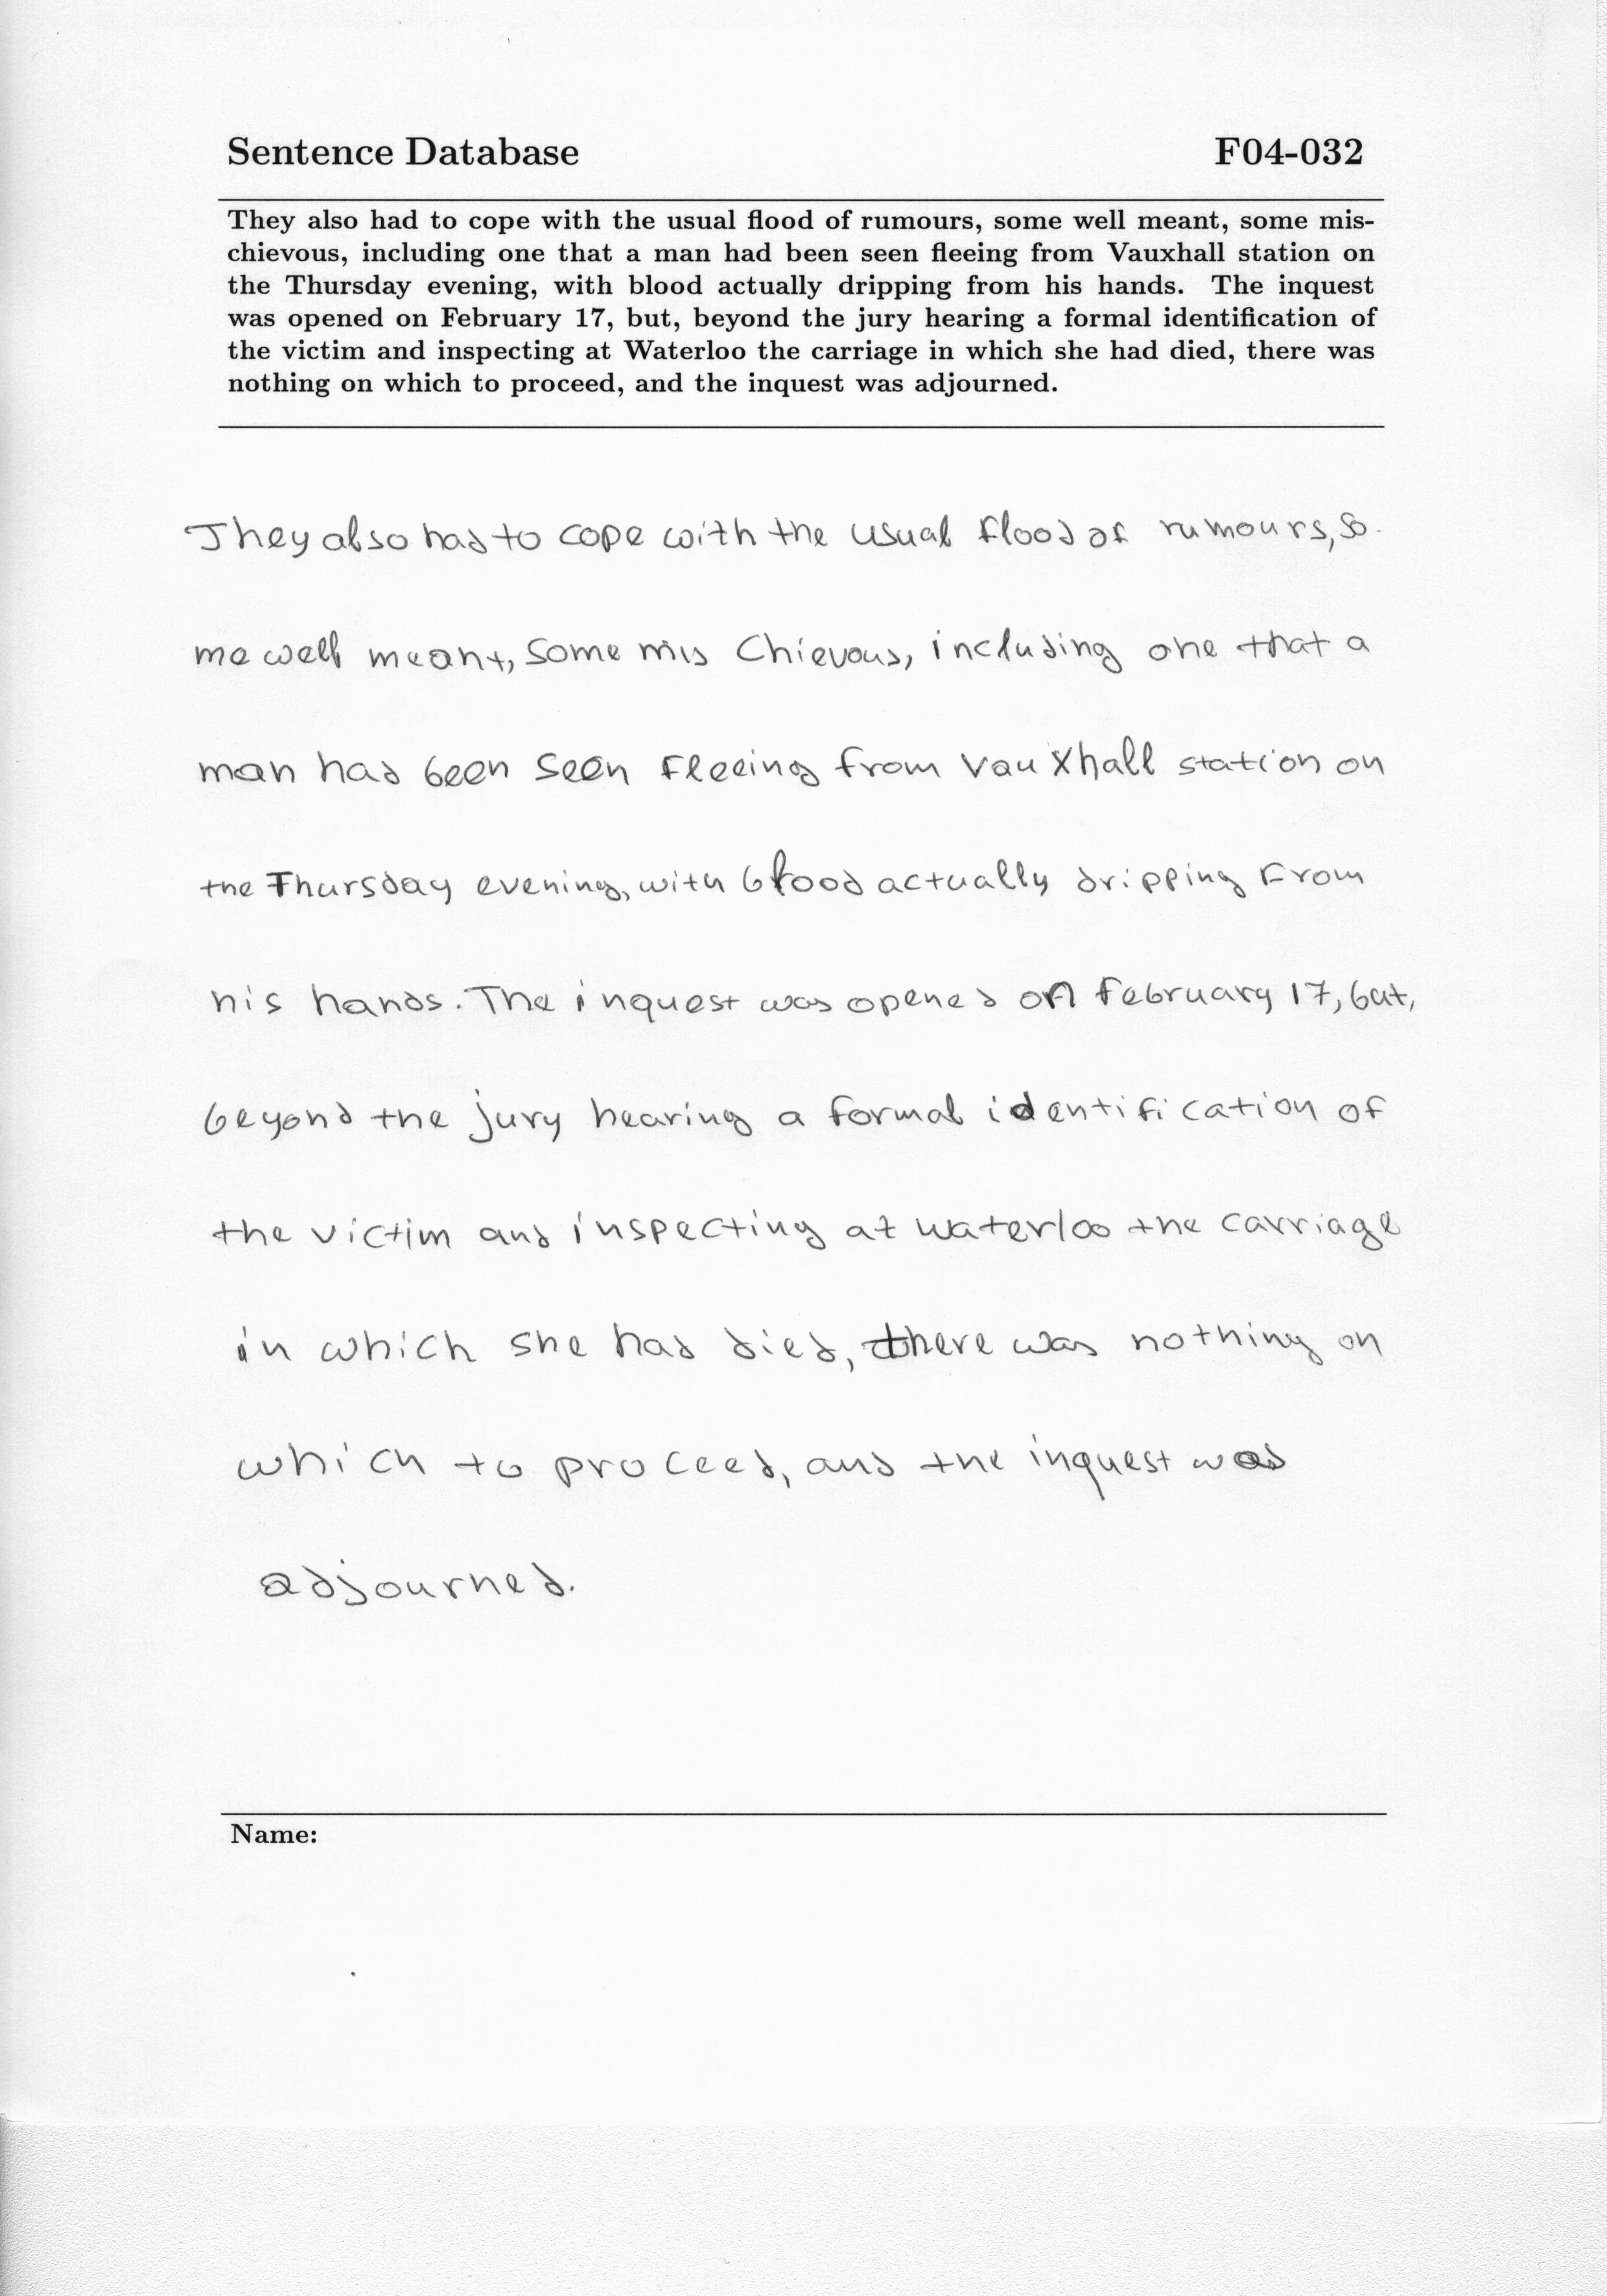 Sentence Database F04-032
They also had to cope with the usual flood of rumours, some well meant, some mis-
chievous, including one that a man had been seen fleeing from Vauxhall station on
the Thursday evening, with blood actually dripping from his hands. The inquest
was opened on February 17, but, beyond the jury hearing a formal identification of
the victim and inspecting at Waterloo the carriage in which she had died, there was
nothing on which to proceed, and the inquest was adjourned.
They also had to cope with the usual flood of rumours, so-
me well meant, some mis chievous, including one that a
man had been seen fleeing from Vauxhall station on
the Thursday evening, with blood actually dripping From
his hands. The inquest was opened on February 17, but,
beyond the jury hearing a formal identification of
the victim and inspecting at Waterloo the carriage
in which she had died, there was nothing on
which to proceed, and the inquest was
adjourned.
Name: